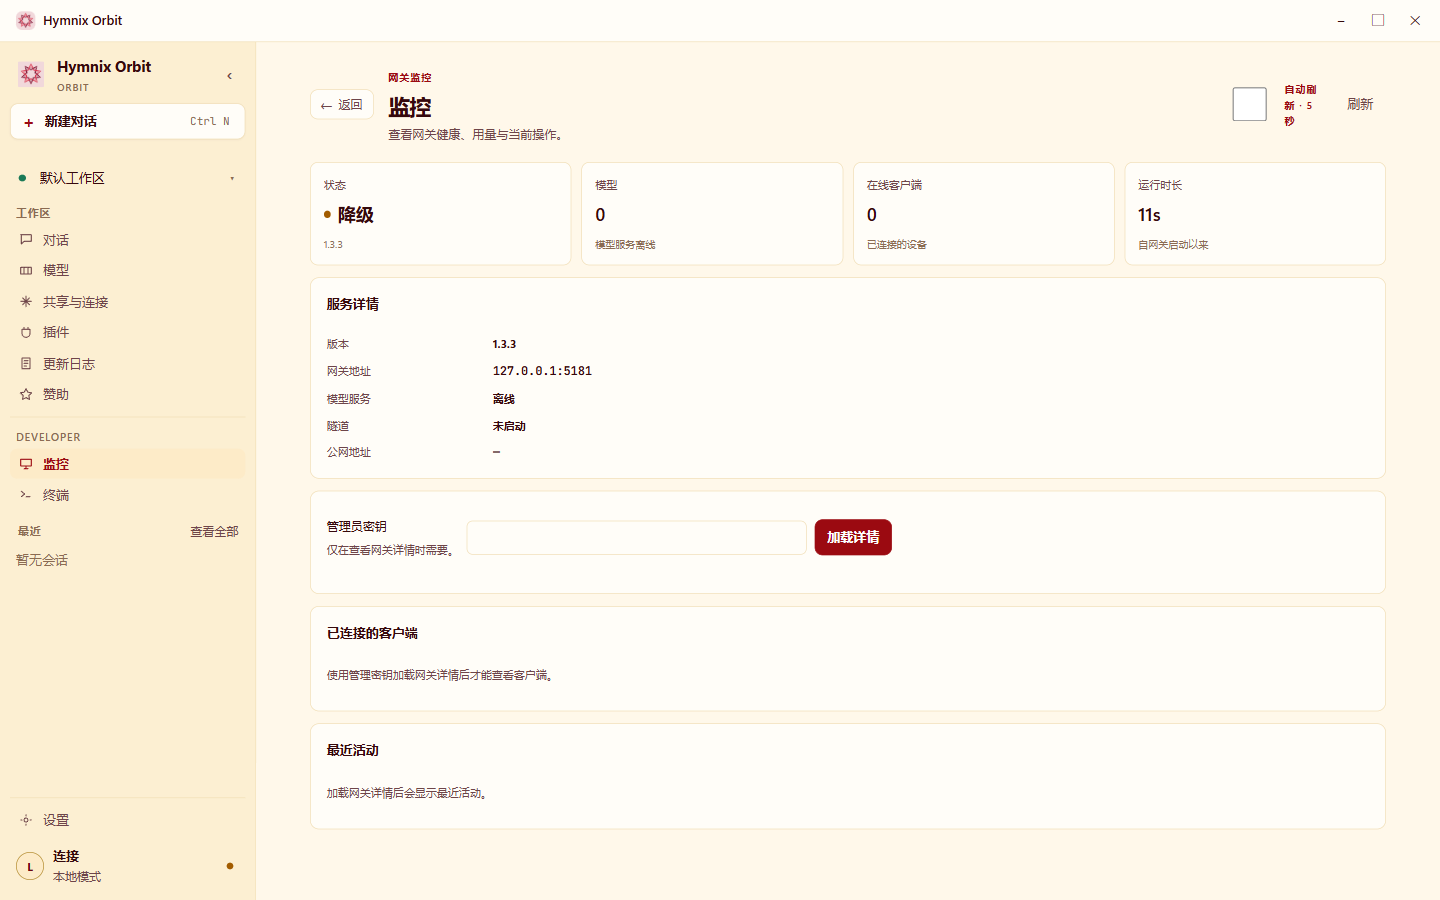 Hymnix Orbit
Hymnix Orbit
ORBIT
+ 新建对话 Ctrl N
默认工作区
工作区
对话
模型
共享与连接
插件
更新日志
赞助
DEVELOPER
监控
终端
最近 查看全部
暂无会话
设置
L
连接
本地模式
← 返回
网关监控
监控
查看网关健康、用量与当前操作。
自动刷
新 · 5
秒
刷新
状态
降级
1.3.3
模型
0
模型服务离线
在线客户端
0
已连接的设备
运行时长
11s
自网关启动以来
服务详情
版本 1.3.3
网关地址 127.0.0.1:5181
模型服务 离线
隧道 未启动
公网地址 —
管理员密钥
仅在查看网关详情时需要。
加载详情
已连接的客户端
使用管理密钥加载网关详情后才能查看客户端。
最近活动
加载网关详情后会显示最近活动。